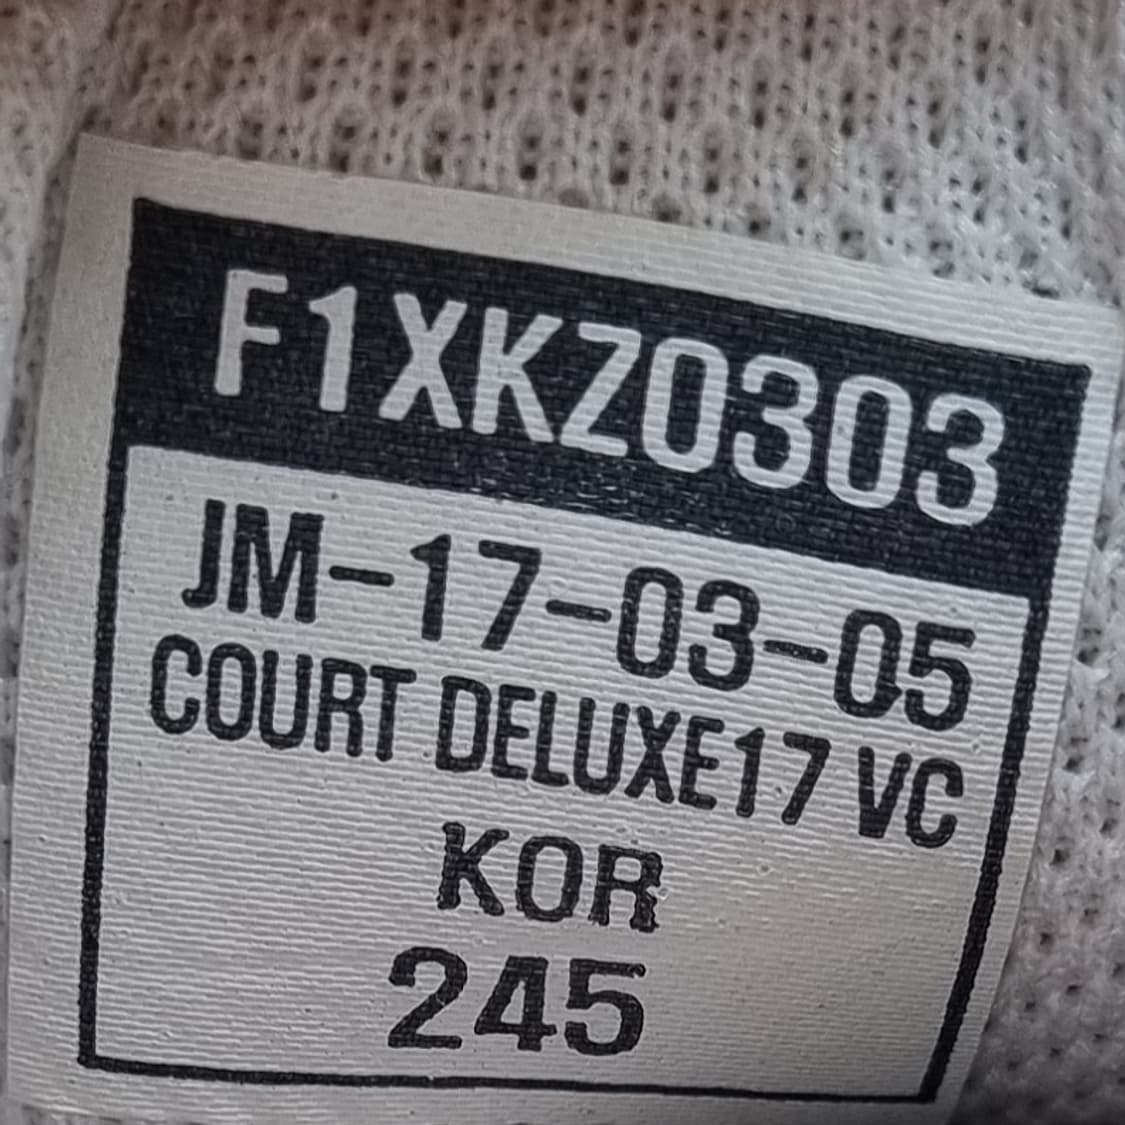 F1XKZ0303
JM-17-03-05
COURT DELUXE17 VC
KOR
245